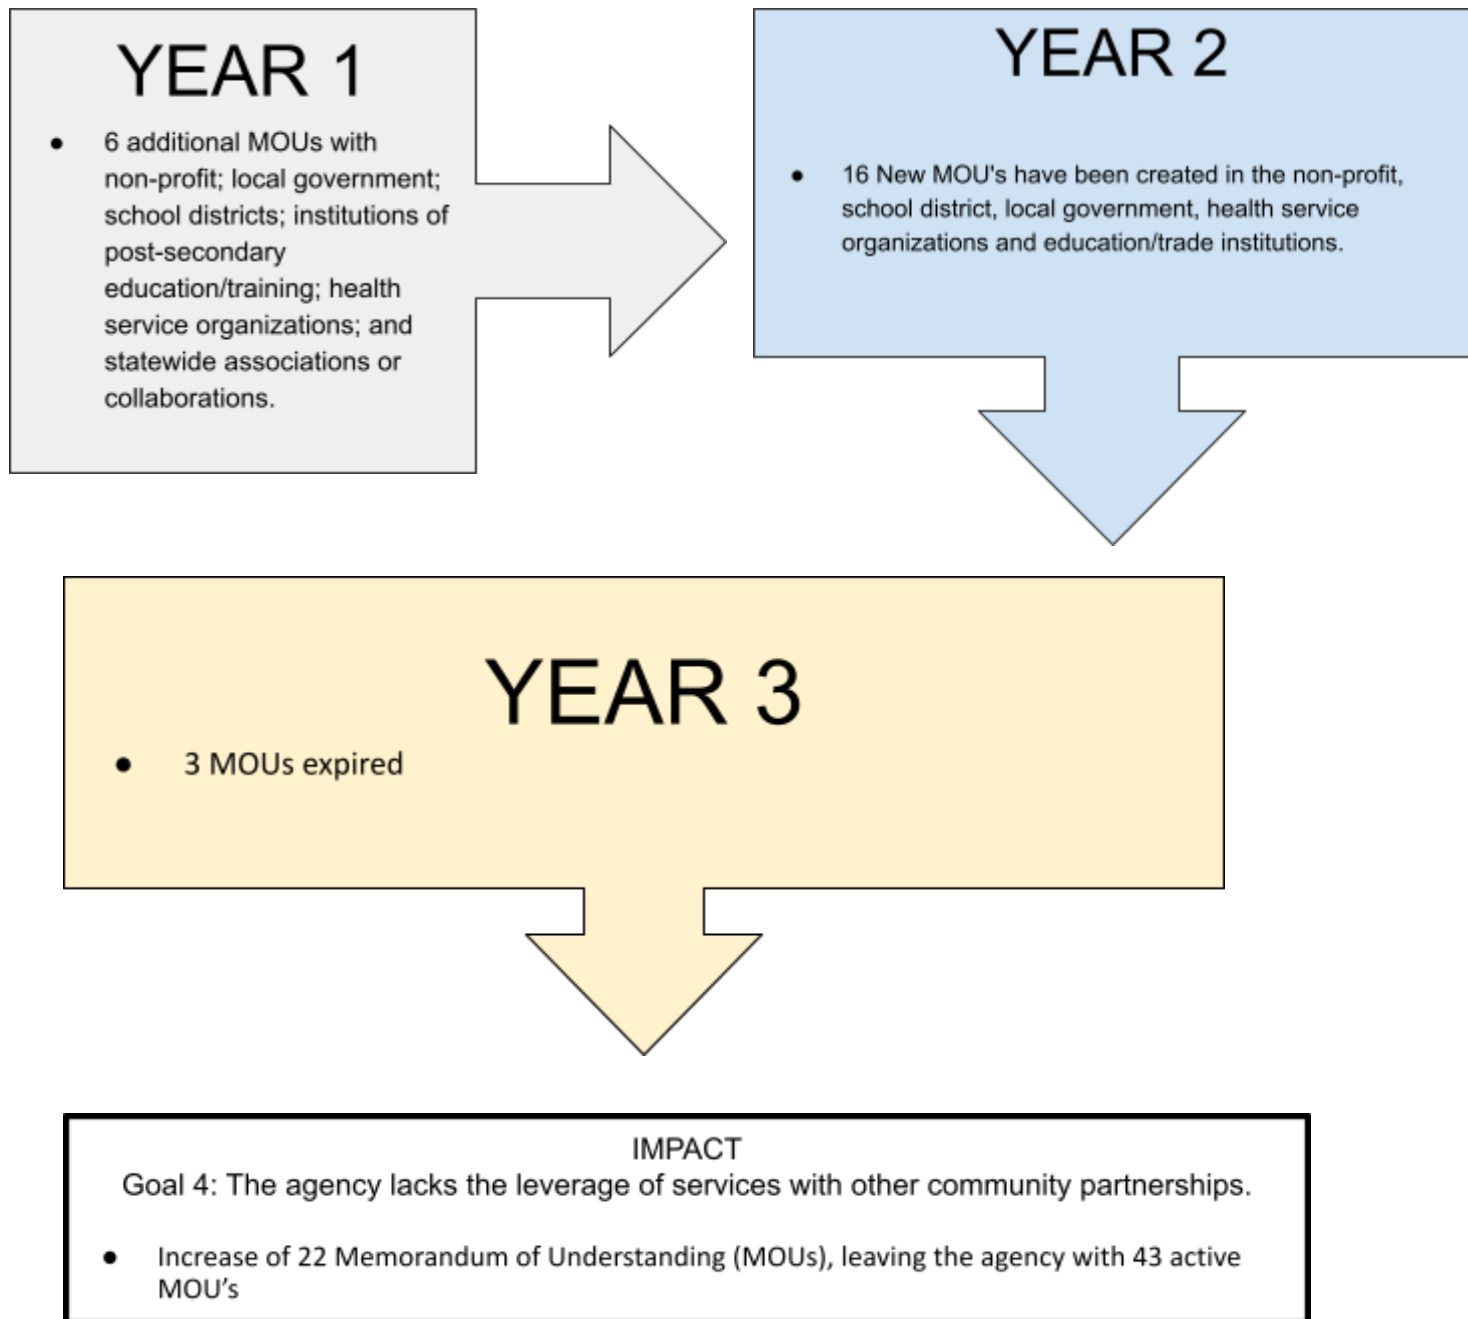 YEAR 1
● 6 additional MOUs with
non-profit; local government;
school districts; institutions of
post-secondary
education/training; health
service organizations; and
statewide associations or
collaborations.
YEAR 2
● 16 New MOU's have been created in the non-profit,
school district, local government, health service
organizations and education/trade institutions.
YEAR 3
● 3 MOUs expired
IMPACT
Goal 4: The agency lacks the leverage of services with other community partnerships.
● Increase of 22 Memorandum of Understanding (MOUs), leaving the agency with 43 active
MOU’s